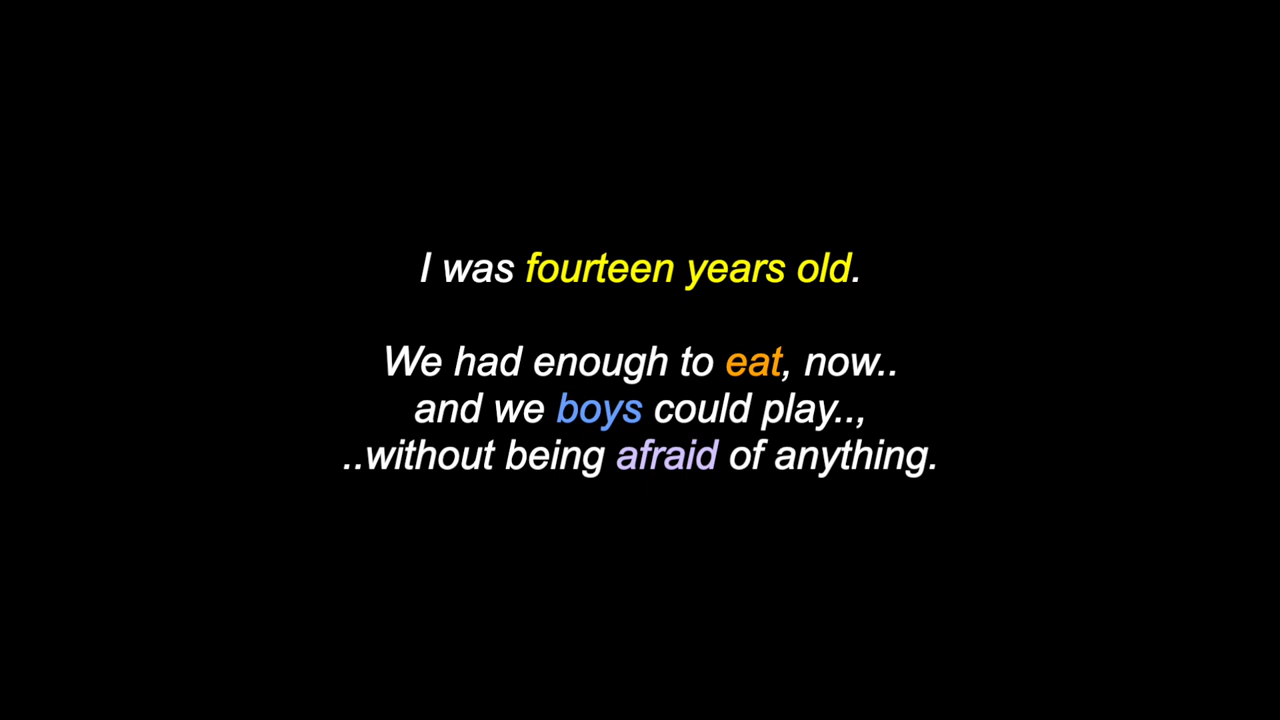 I was fourteen years old.
We had enough to eat, now..
and we boys could play..,
..without being afraid of anything.